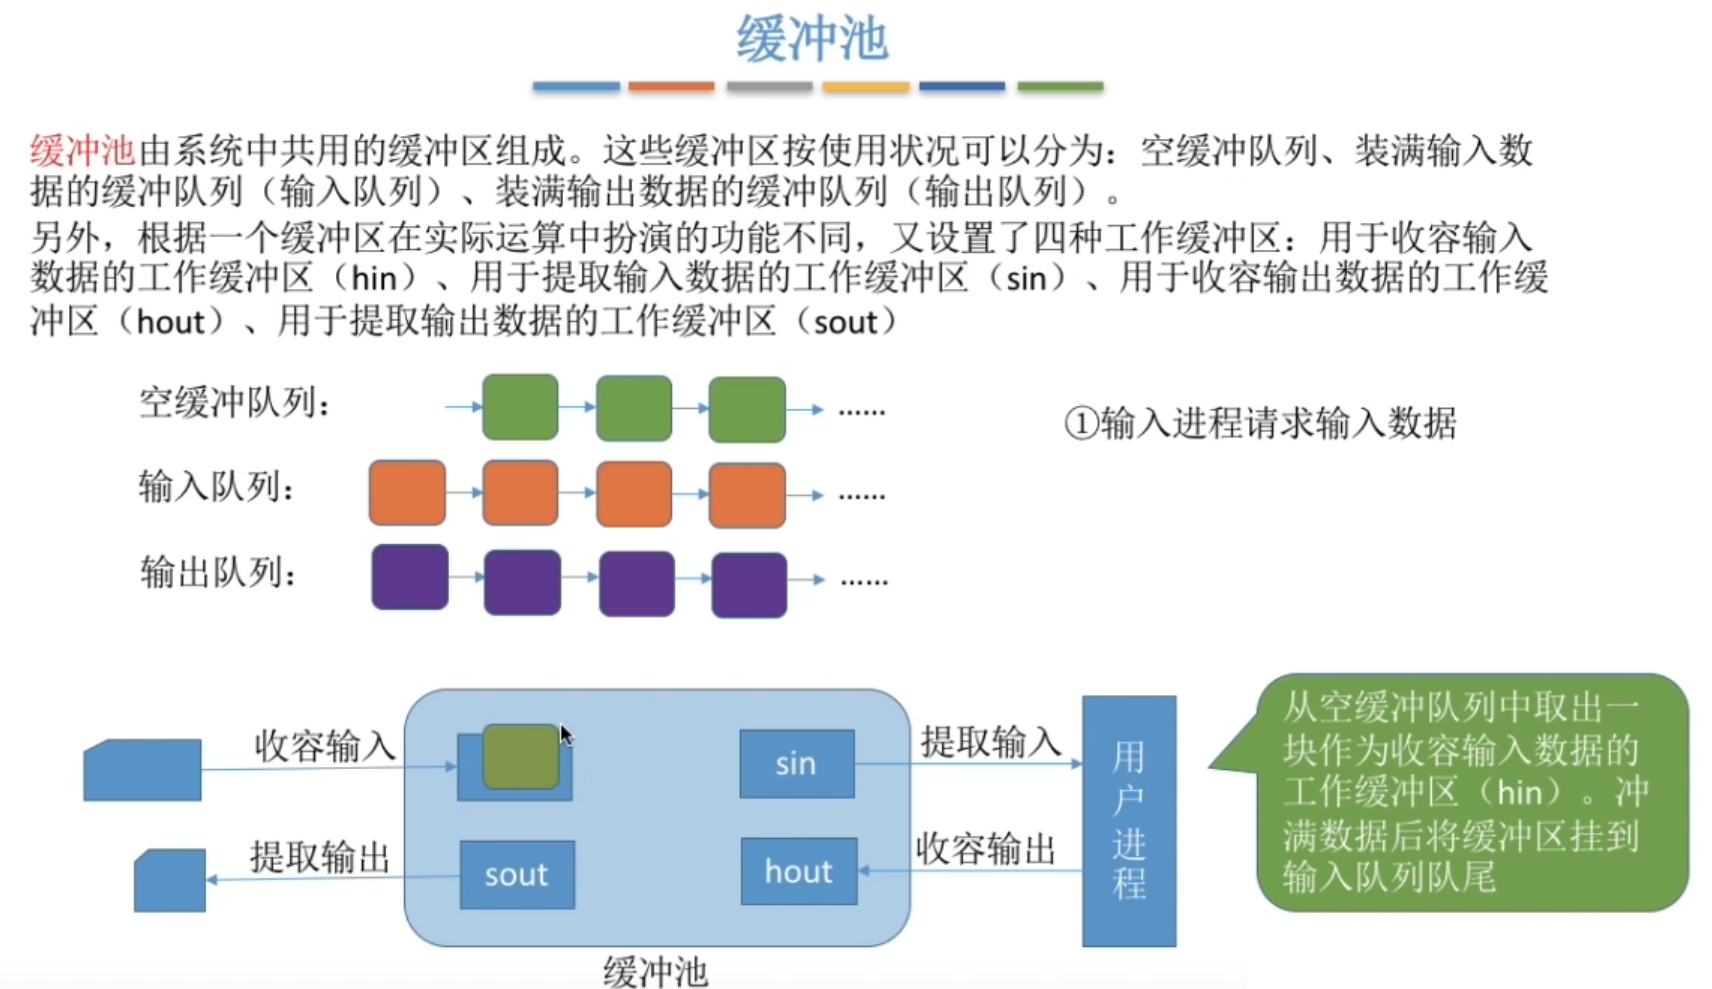 缓冲池
缓冲池由系统中共用的缓冲区组成。这些缓冲区按使用状况可以分为：空缓冲队列、装满输入数
据的缓冲队列（输入队列）、装满输出数据的缓冲队列（输出队列）。
另外，根据一个缓冲区在实际运算中扮演的功能不同，又设置了四种工作缓冲区：用于收容输入
数据的工作缓冲区（hin）、用于提取输入数据的工作缓冲区（sin）、用于收容输出数据的工作缓
冲区（hout）、用于提取输出数据的工作缓冲区（sout）
空缓冲队列：
......
①输入进程请求输入数据
输入队列：
......
输出队列：
......
收容输入
sin
提取输入
提取输出
sout
hout
收容输出
用
户
进
程
从空缓冲队列中取出一
块作为收容输入数据的
工作缓冲区（hin）。冲
满数据后将缓冲区挂到
输入队列队尾
缓冲池